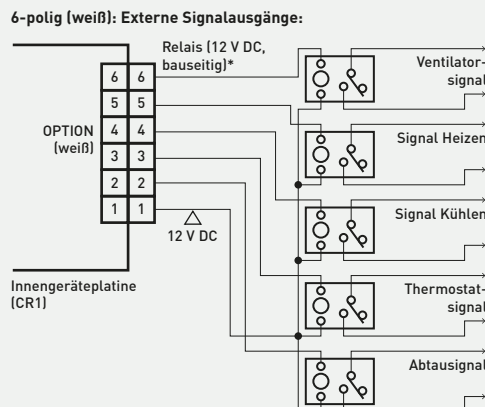 6-polig (weiß): Externe Signalausgänge:
Relais (12 V DC,
bauseitig)*
Ventilator-
signal
6 6
5 5
OPTION
(weiß)
4 4
3 3
2 2
1 1
Signal Heizen
Signal Kühlen
12 V DC
Innengeräteplatine
(CR1)
Thermostat-
signal
Abtausignal